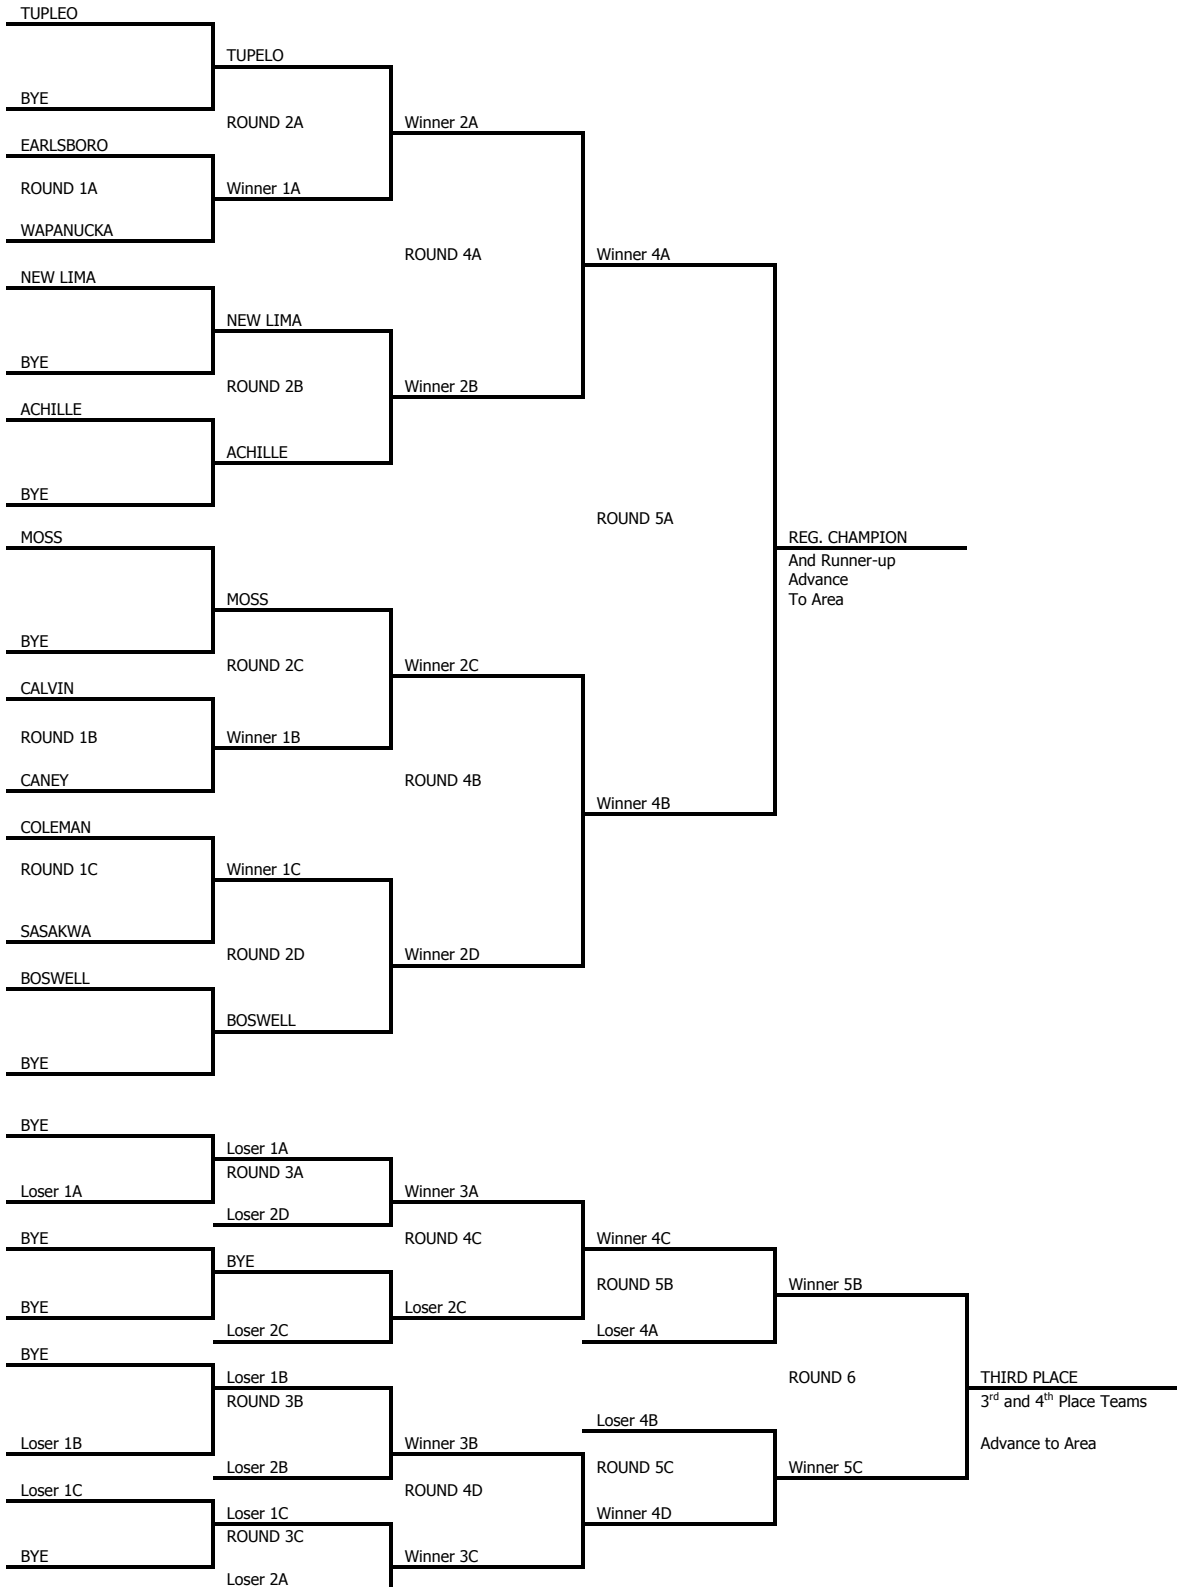 TUPLEO
TUPELO
BYE
ROUND 2A
Winner 2A
EARLSBORO
ROUND 1A
Winner 1A
WAPANUCKA
ROUND 4A
Winner 4A
NEW LIMA
NEW LIMA
BYE
ROUND 2B
Winner 2B
ACHILLE
ACHILLE
BYE
ROUND 5A
MOSS
REG. CHAMPION
And Runner-up
Advance
To Area
MOSS
BYE
ROUND 2C
Winner 2C
CALVIN
ROUND 1B
Winner 1B
CANEY
ROUND 4B
Winner 4B
COLEMAN
ROUND 1C
Winner 1C
SASAKWA
ROUND 2D
Winner 2D
BOSWELL
BOSWELL
BYE
BYE
Loser 1A
ROUND 3A
Loser 1A
Winner 3A
Loser 2D
BYE
ROUND 4C
Winner 4C
BYE
ROUND 5B
Winner 5B
BYE
Loser 2C
Loser 2C
Loser 4A
BYE
Loser 1B
ROUND 6
THIRD PLACE
ROUND 3B
3rd and 4th Place Teams
Loser 4B
Loser 1B
Winner 3B
Advance to Area
Loser 2B
ROUND 5C
Winner 5C
Loser 1C
ROUND 4D
Loser 1C
Winner 4D
ROUND 3C
BYE
Winner 3C
Loser 2A